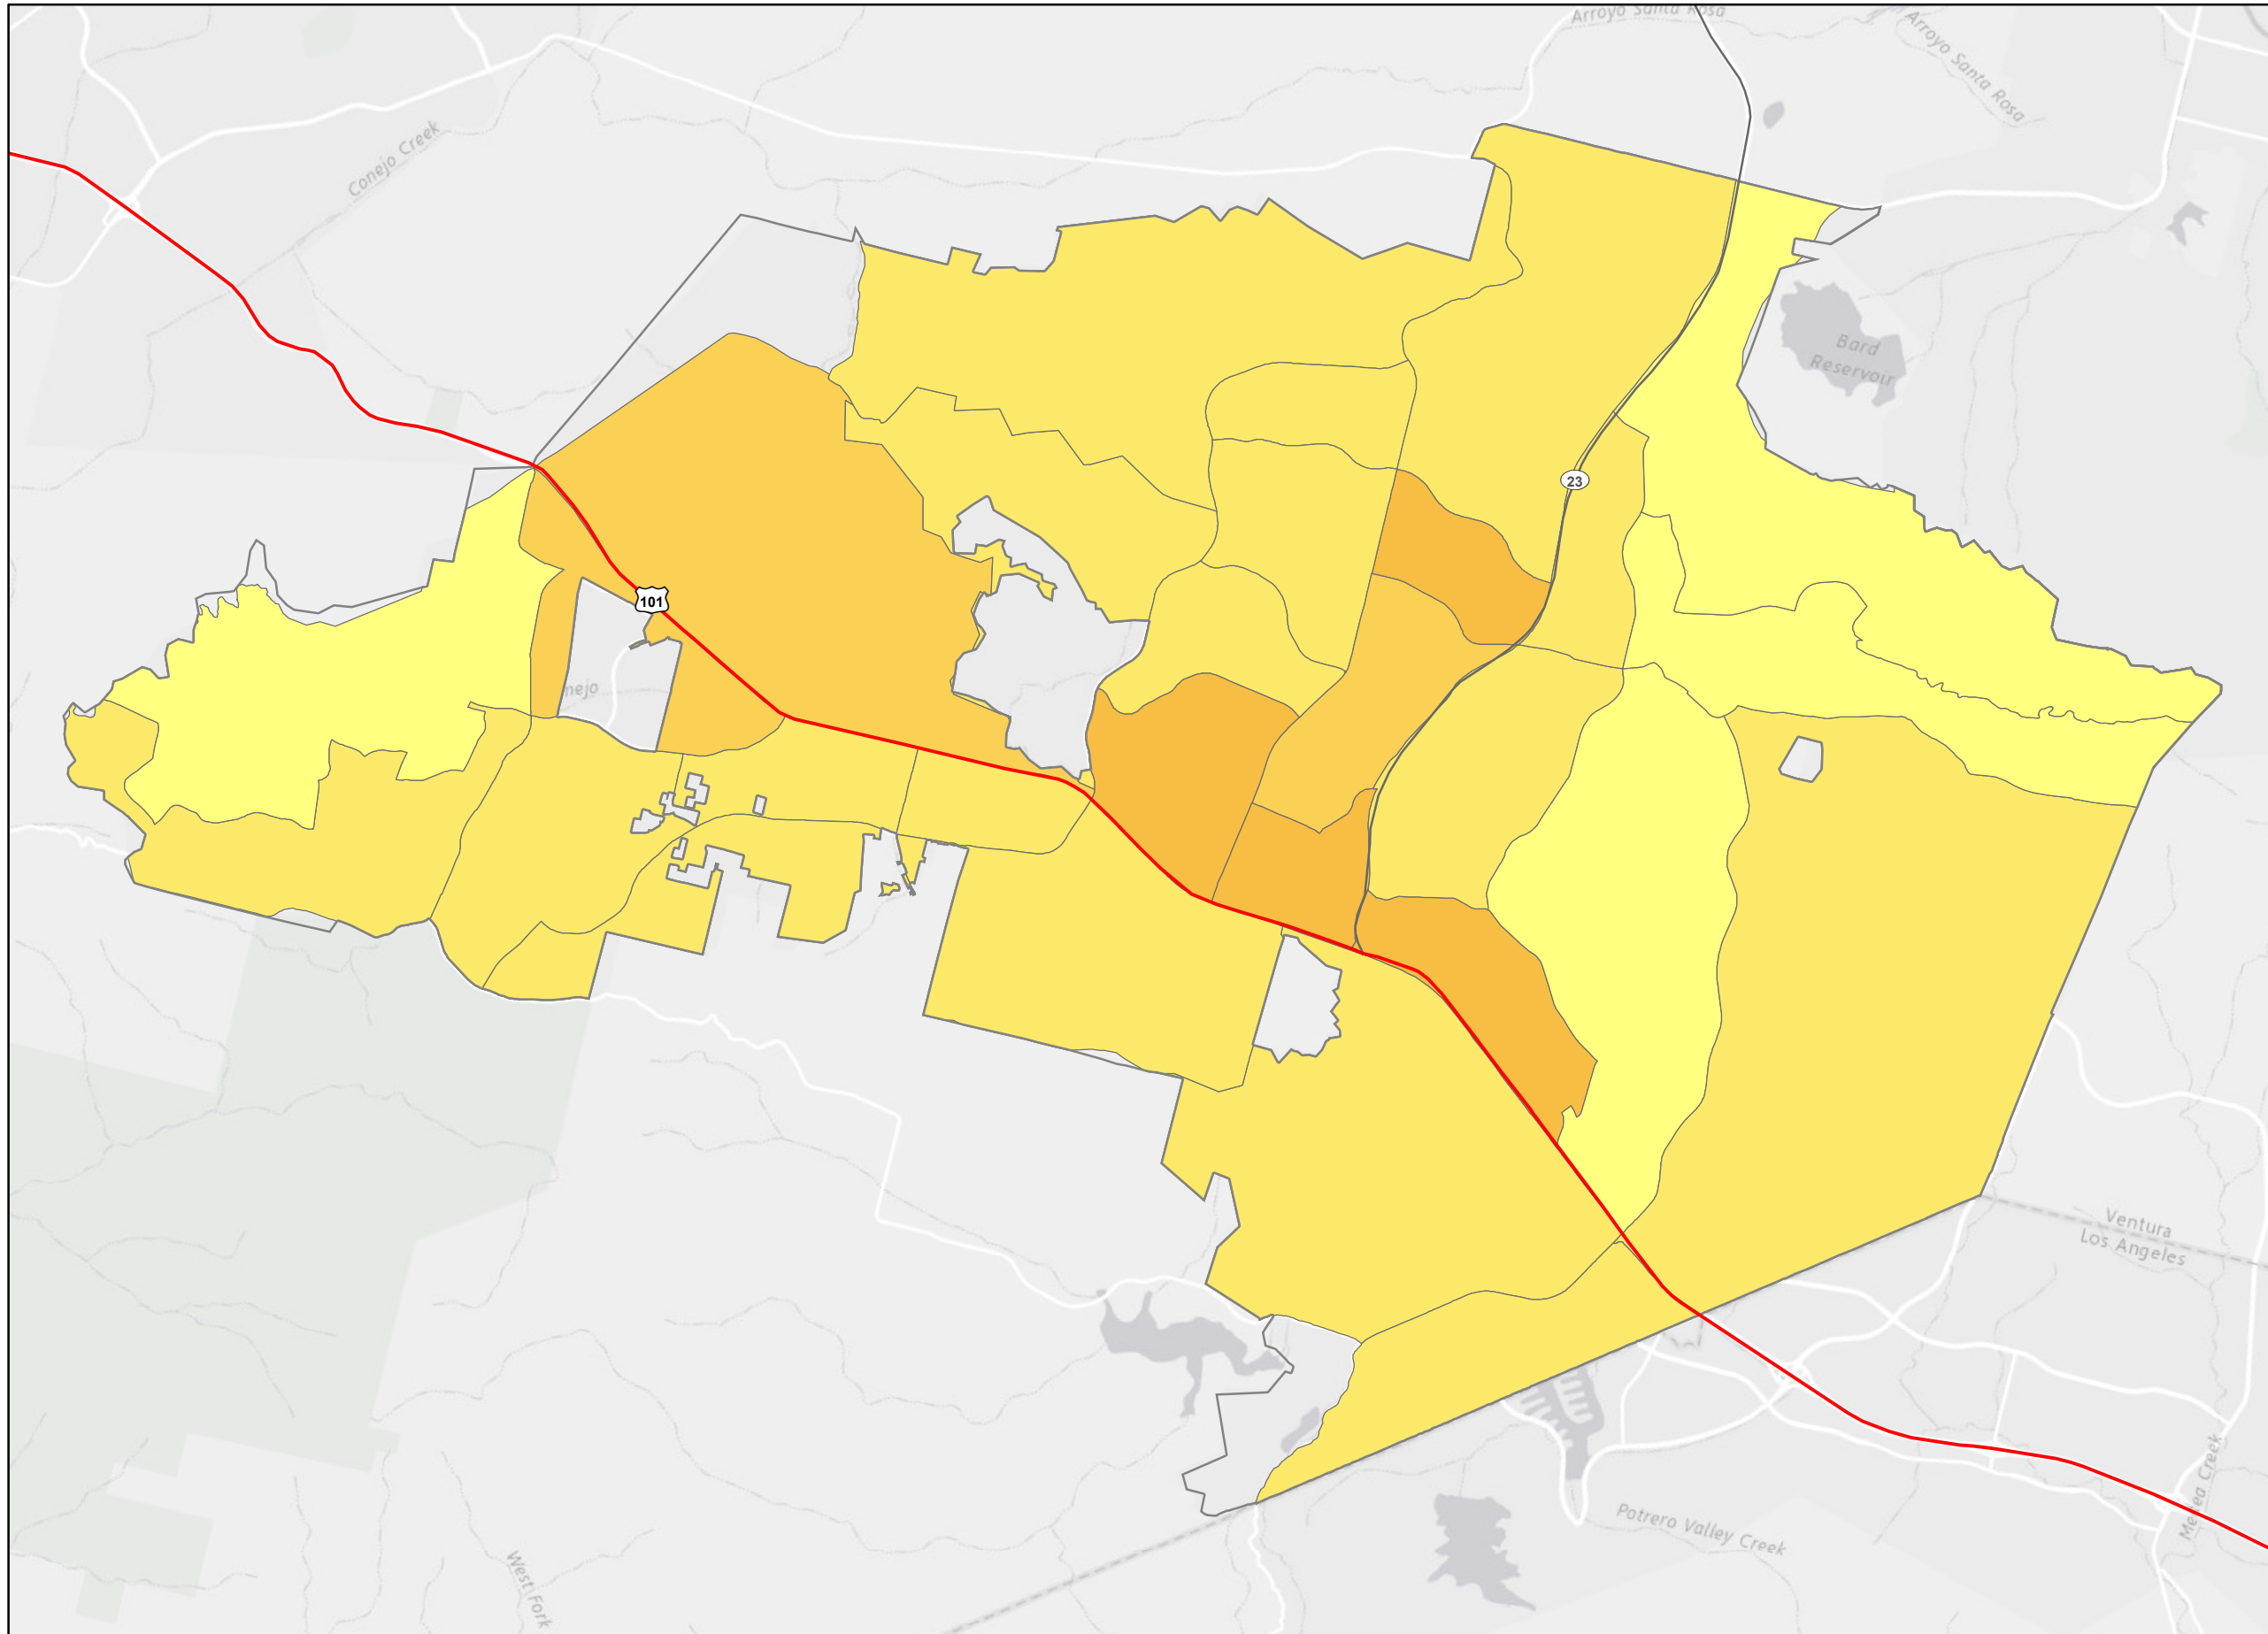 Arroyo Santa Rosa
Arroyo Santa Rosa
Conejo Creek
Bard
Reservoir
23
101
nejo
Ventura
Los Angeles
Potrero Valley Creek
Creek
West Fork